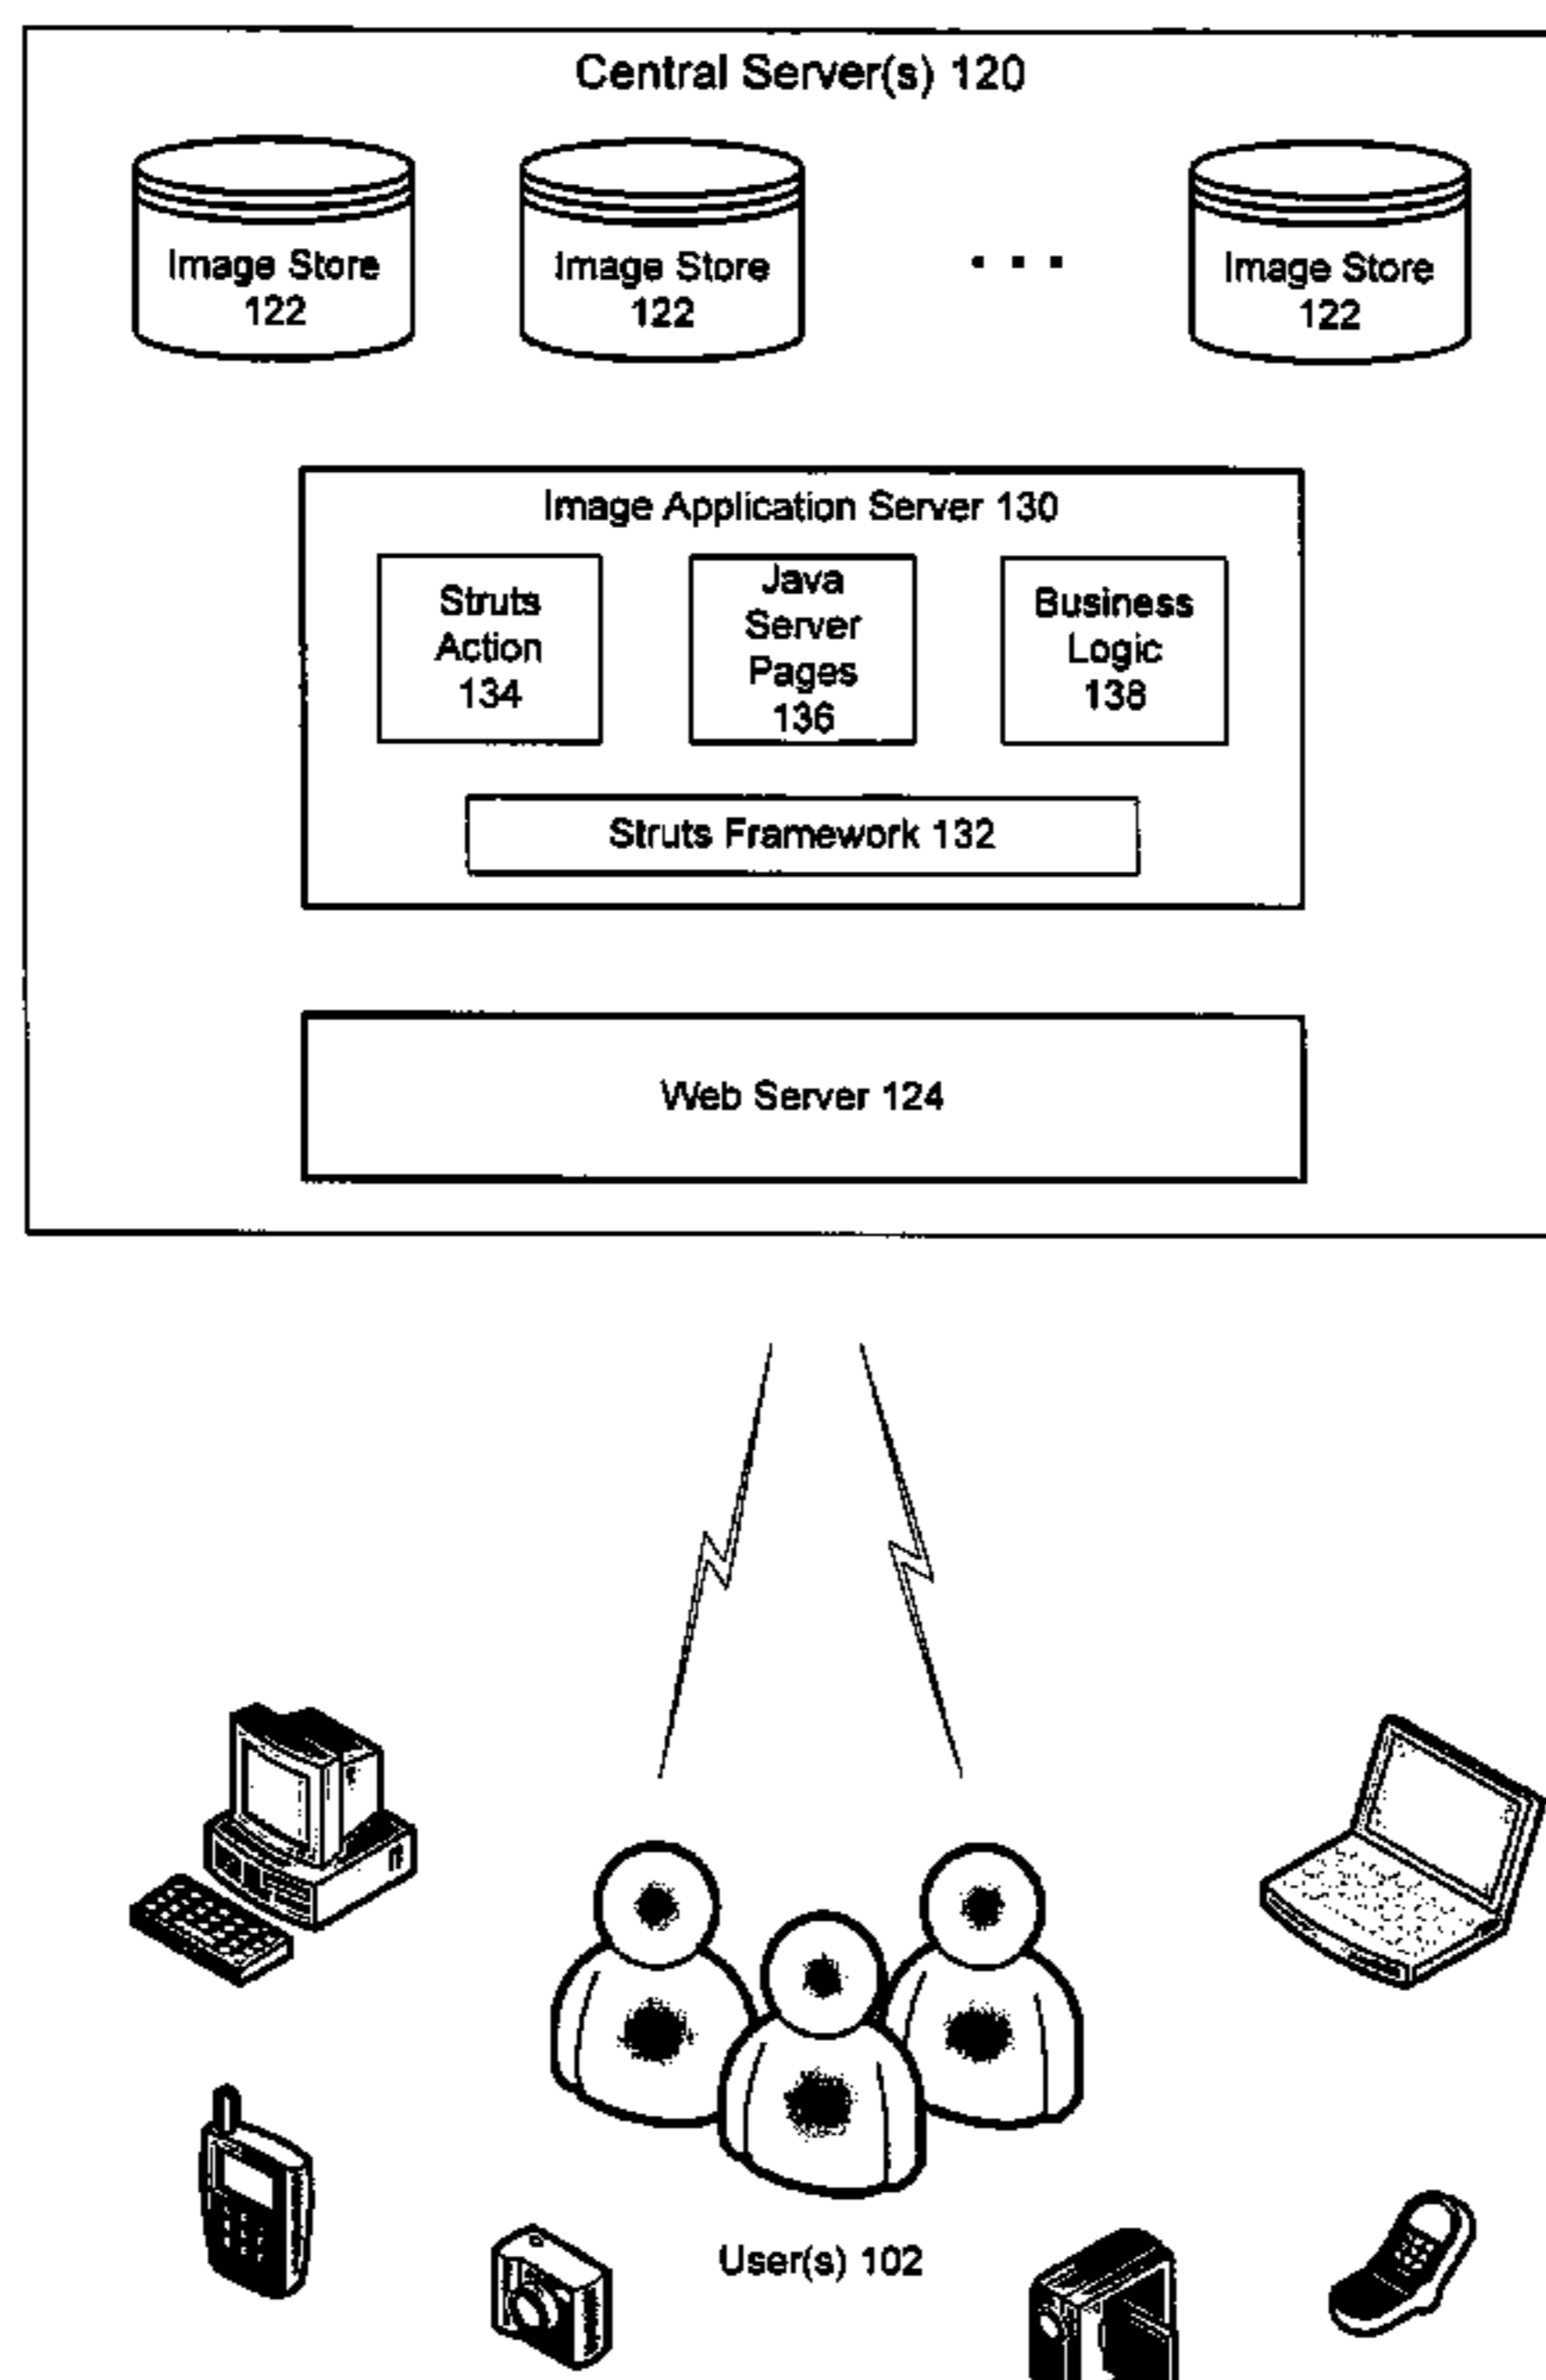 Central Server(s) 120
Image Store
122
Image Store
122
. . .
Image Store
122
Image Application Server 130
Struts
Action
134
Java
Server
Pages
136
Business
Logic
138
Struts Framework 132
Web Server 124
User(s) 102